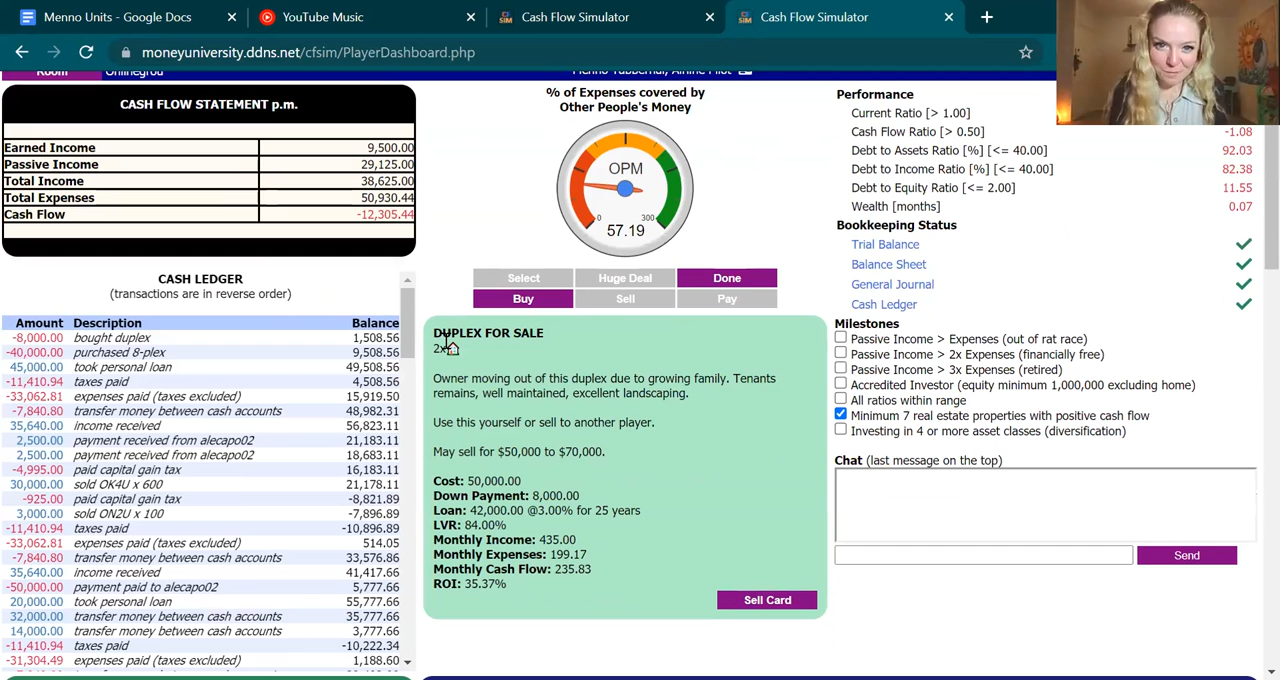 Menno Units - Google Docs
YouTube Music
Cash Flow Simulator
Cash Flow Simulator
moneyuniversity.ddns.net/cfsim/PlayerDashboard.php
Room
CASH FLOW STATEMENT p.m.
Earned Income 9,500.00
Passive Income 29,125.00
Total Income 38,625.00
Total Expenses 50,930.44
Cash Flow -12,305.44
CASH LEDGER
(transactions are in reverse order)
Amount Description Balance
-8,000.00 bought duplex 1,508.56
-40,000.00 purchased 8-plex 9,508.56
45,000.00 took personal loan 49,508.56
-11,410.94 taxes paid 4,508.56
-33,062.81 expenses paid (taxes excluded) 15,919.50
-7,840.80 transfer money between cash accounts 48,982.31
35,640.00 income received 56,823.11
2,500.00 payment received from alecapo02 21,183.11
2,500.00 payment received from alecapo02 18,683.11
-4,995.00 paid capital gain tax 16,183.11
30,000.00 sold OK4U x 600 21,178.11
-925.00 paid capital gain tax -8,821.89
3,000.00 sold ON2U x 100 -7,896.89
-11,410.94 taxes paid -10,896.89
-33,062.81 expenses paid (taxes excluded) 514.05
-7,840.80 transfer money between cash accounts 33,576.86
35,640.00 income received 41,417.66
-50,000.00 payment paid to alecapo02 5,777.66
20,000.00 took personal loan 55,777.66
32,000.00 transfer money between cash accounts 35,777.66
14,000.00 transfer money between cash accounts 3,777.66
-11,410.94 taxes paid -10,222.34
-31,304.49 expenses paid (taxes excluded) 1,188.60
% of Expenses covered by
Other People's Money
OPM
0 300
57.19
Select Huge Deal Done
Buy Sell Pay
DUPLEX FOR SALE
2x
Owner moving out of this duplex due to growing family. Tenants
remains, well maintained, excellent landscaping.
Use this yourself or sell to another player.
May sell for $50,000 to $70,000.
Cost: 50,000.00
Down Payment: 8,000.00
Loan: 42,000.00 @3.00% for 25 years
LVR: 84.00%
Monthly Income: 435.00
Monthly Expenses: 199.17
Monthly Cash Flow: 235.83
ROI: 35.37%
Sell Card
Performance
Current Ratio [> 1.00]
Cash Flow Ratio [> 0.50] -1.08
Debt to Assets Ratio [%] [<= 40.00] 92.03
Debt to Income Ratio [%] [<= 40.00] 82.38
Debt to Equity Ratio [<= 2.00] 11.55
Wealth [months] 0.07
Bookkeeping Status
Trial Balance
Balance Sheet
General Journal
Cash Ledger
Milestones
Passive Income > Expenses (out of rat race)
Passive Income > 2x Expenses (financially free)
Passive Income > 3x Expenses (retired)
Accredited Investor (equity minimum 1,000,000 excluding home)
All ratios within range
Minimum 7 real estate properties with positive cash flow
Investing in 4 or more asset classes (diversification)
Chat (last message on the top)
Send